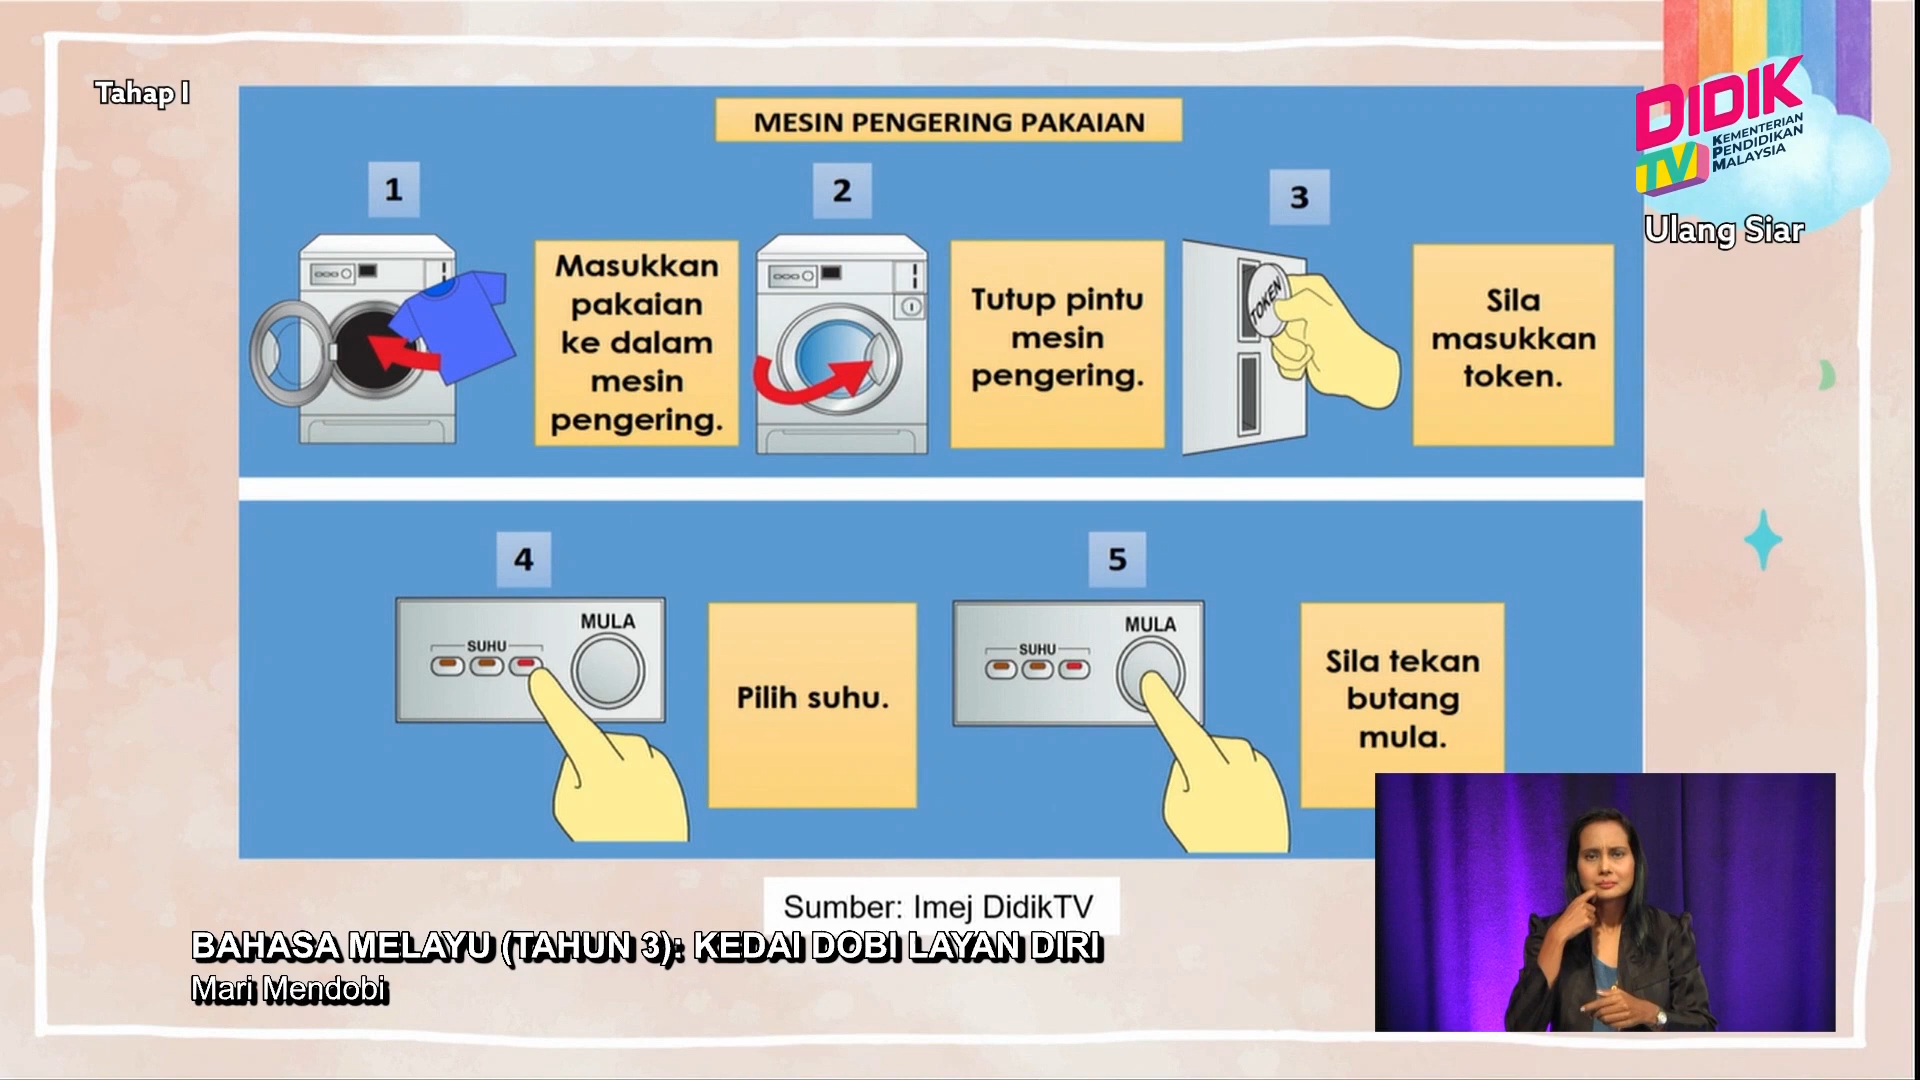 Tahap I
DIDIK
TV
KEMENTERIAN
PENDIDIKAN
MALAYSIA
Ulang Siar
MESIN PENGERING PAKAIAN
1
Masukkan
pakaian
ke dalam
mesin
pengering.
2
Tutup pintu
mesin
pengering.
3
TOKEN
Sila
masukkan
token.
4
SUHU
MULA
Pilih suhu.
5
SUHU
MULA
Sila tekan
butang
mula.
Sumber: Imej DidikTV
BAHASA MELAYU (TAHUN 3): KEDAI DOBI LAYAN DIRI
Mari Mendobi